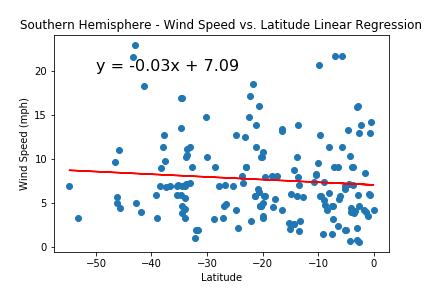 Southern Hemisphere - Wind Speed vs. Latitude Linear Regression
y = -0.03x + 7.09
Wind Speed (mph)
20
15
10
5
0
−50
−40
−30
−20
−10
0
Latitude